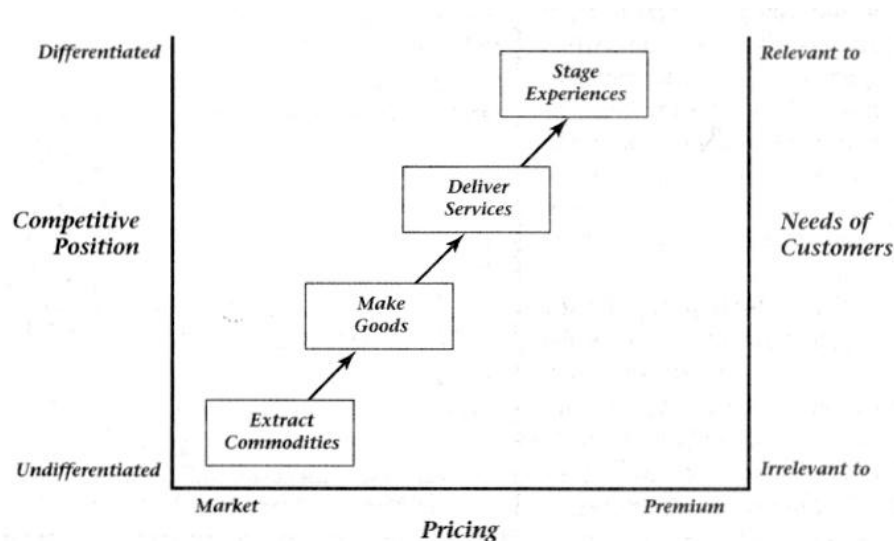 Differentiated
Relevant to
Stage
Experiences
Deliver
Services
Competitive
Position
Needs of
Customers
Make
Goods
Extract
Commodities
Undifferentiated
Irrelevant to
Market
Premium
Pricing